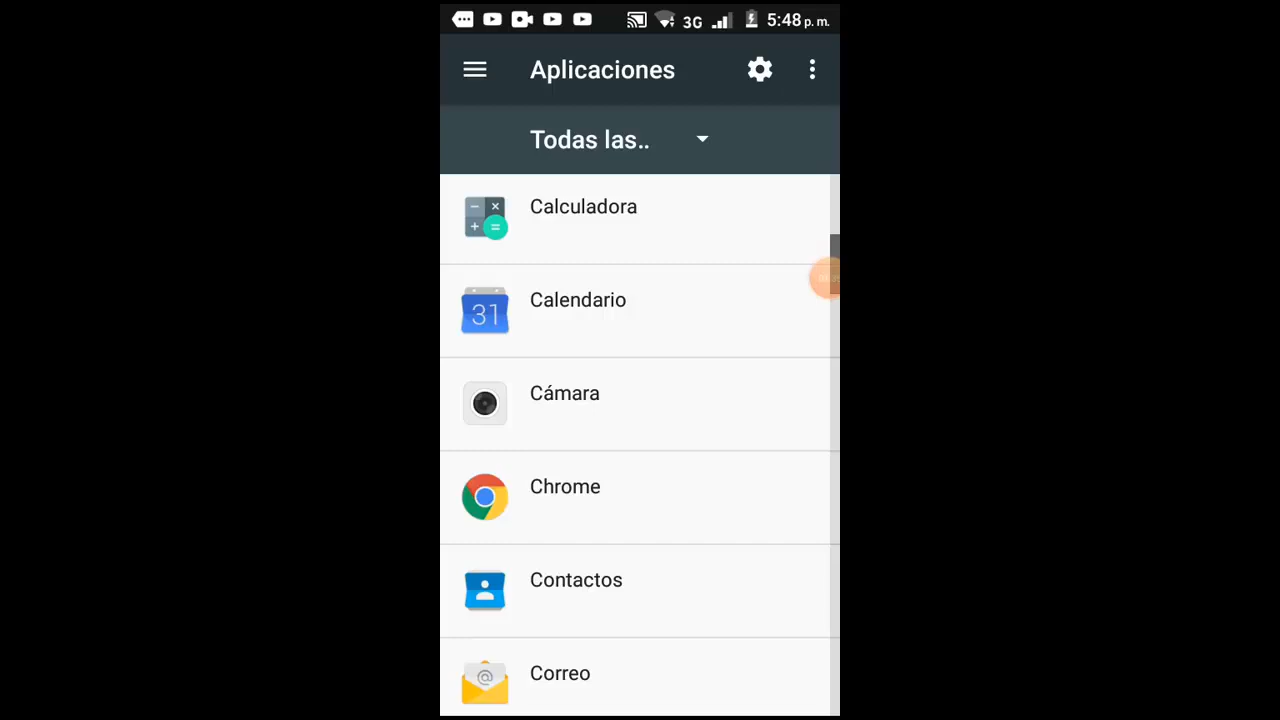 3G 5:48 p. m.
Aplicaciones
Todas las..
Calculadora
31
Calendario
Cámara
Chrome
Contactos
@
Correo